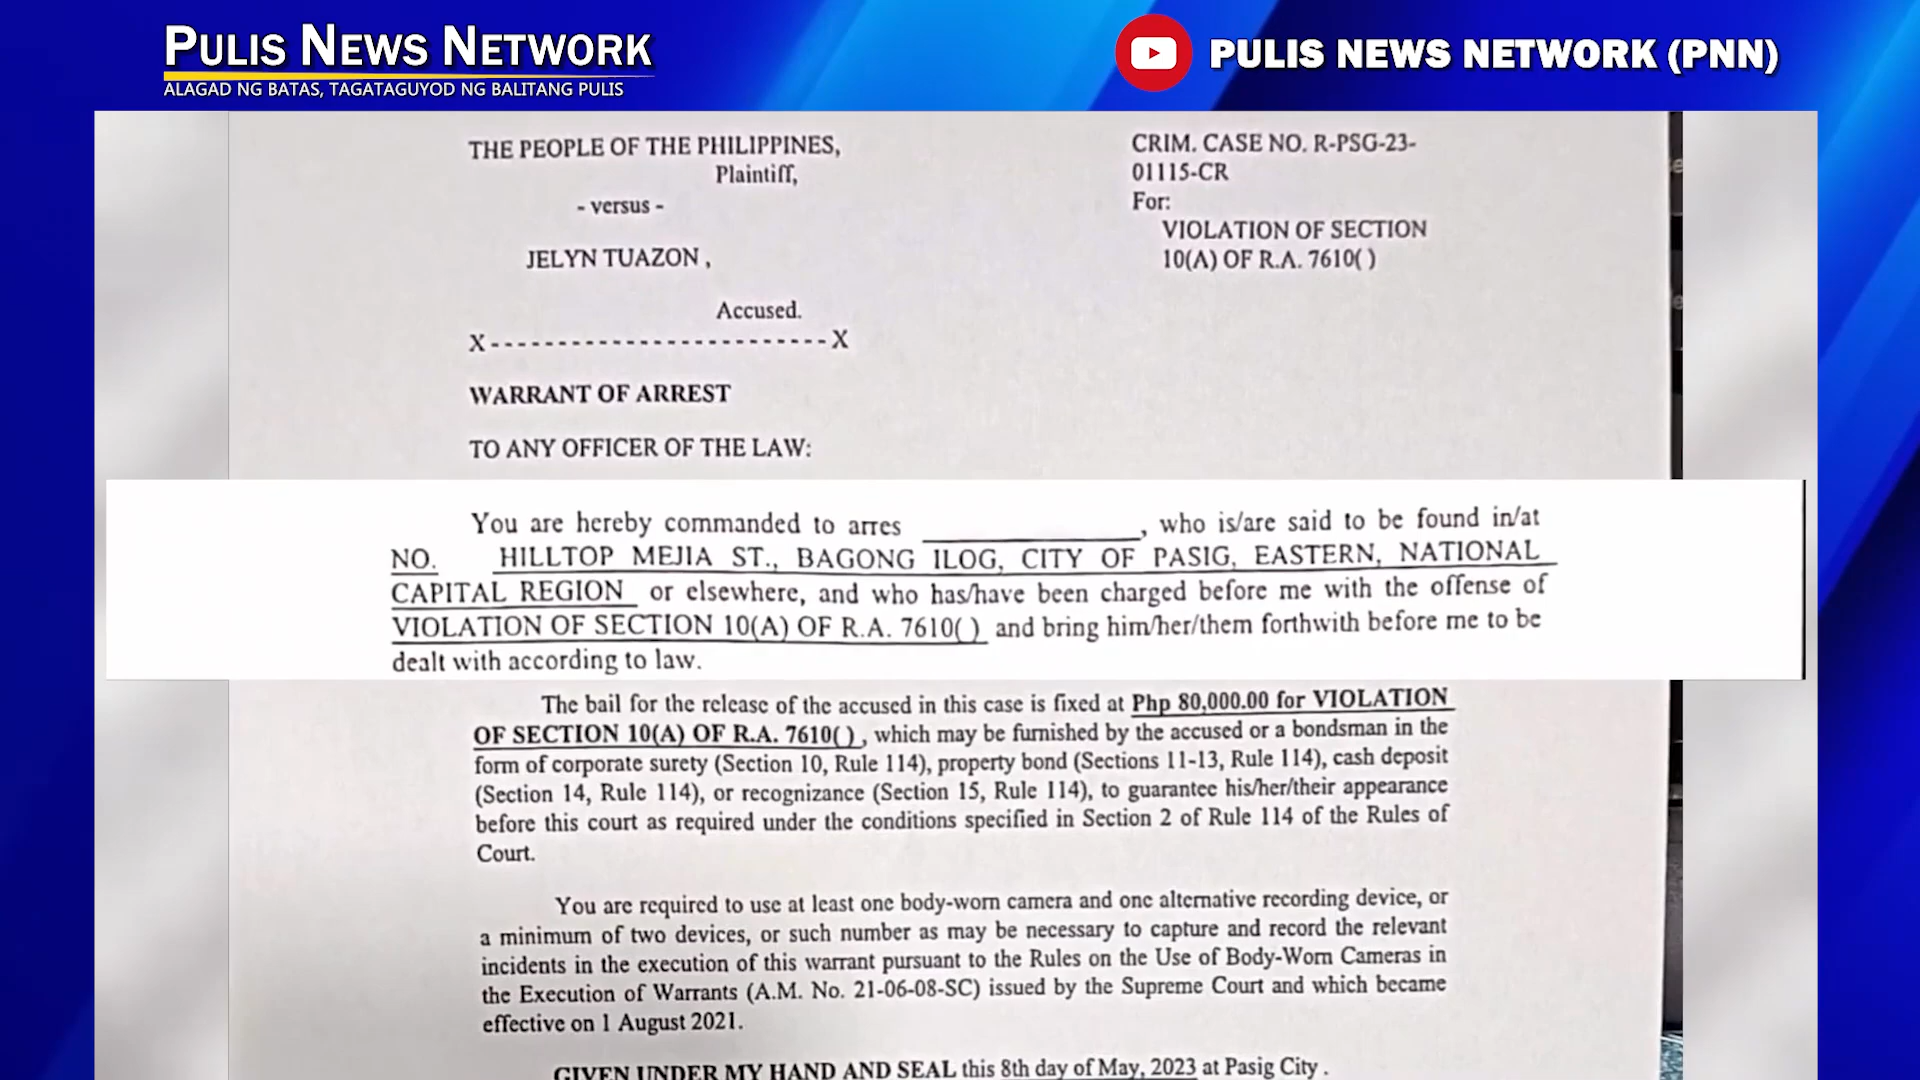 PULIS NEWS NETWORK
ALAGAD NG BATAS, TAGATAGUYOD NG BALITANG PULIS
PULIS NEWS NETWORK (PNN)
THE PEOPLE OF THE PHILIPPINES,
Plaintiff,
- versus -
JELYN TUAZON ,
Accused.
X-------------------------X
CRIM. CASE NO. R-PSG-23-
01115-CR
For:
VIOLATION OF SECTION
10(A) OF R.A. 7610( )
WARRANT OF ARREST
TO ANY OFFICER OF THE LAW:
You are hereby commanded to arres ______________, who is/are said to be found in/at
NO. HILLTOP MEJIA ST., BAGONG ILOG, CITY OF PASIG, EASTERN, NATIONAL
CAPITAL REGION or elsewhere, and who has/have been charged before me with the offense of
VIOLATION OF SECTION 10(A) OF R.A. 7610( ) and bring him/her/them forthwith before me to be
dealt with according to law.
The bail for the release of the accused in this case is fixed at Php 80,000.00 for VIOLATION
OF SECTION 10(A) OF R.A. 7610( ), which may be furnished by the accused or a bondsman in the
form of corporate surety (Section 10, Rule 114), property bond (Sections 11-13, Rule 114), cash deposit
(Section 14, Rule 114), or recognizance (Section 15, Rule 114), to guarantee his/her/their appearance
before this court as required under the conditions specified in Section 2 of Rule 114 of the Rules of
Court.
You are required to use at least one body-worn camera and one alternative recording device, or
a minimum of two devices, or such number as may be necessary to capture and record the relevant
incidents in the execution of this warrant pursuant to the Rules on the Use of Body-Worn Cameras in
the Execution of Warrants (A.M. No. 21-06-08-SC) issued by the Supreme Court and which became
effective on 1 August 2021.
GIVEN UNDER MY HAND AND SEAL this 8th day of May, 2023 at Pasig City .